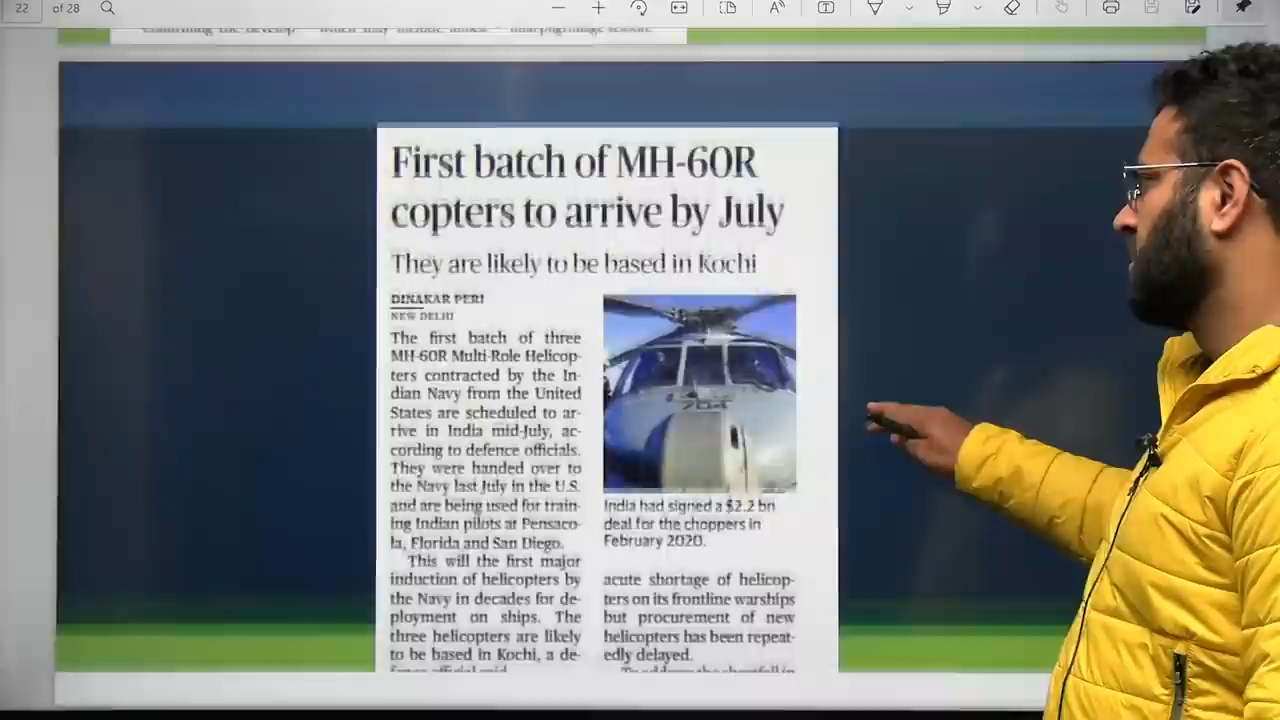 22 of 28
First batch of MH-60R
copters to arrive by July
They are likely to be based in Kochi
DINAKAR PERI
NEW DELHI
The first batch of three
MH-60R Multi-Role Helicop-
ters contracted by the In-
dian Navy from the United
States are scheduled to ar-
rive in India mid-July, ac-
cording to defence officials.
They were handed over to
the Navy last July in the U.S.
and are being used for train-
ing Indian pilots at Pensaco-
la, Florida and San Diego.
This will the first major
induction of helicopters by
the Navy in decades for de-
ployment on ships. The
three helicopters are likely
to be based in Kochi, a de-
764
India had signed a $2.2 bn
deal for the choppers in
February 2020.
acute shortage of helicop-
ters on its frontline warships
but procurement of new
helicopters has been repeat-
edly delayed.